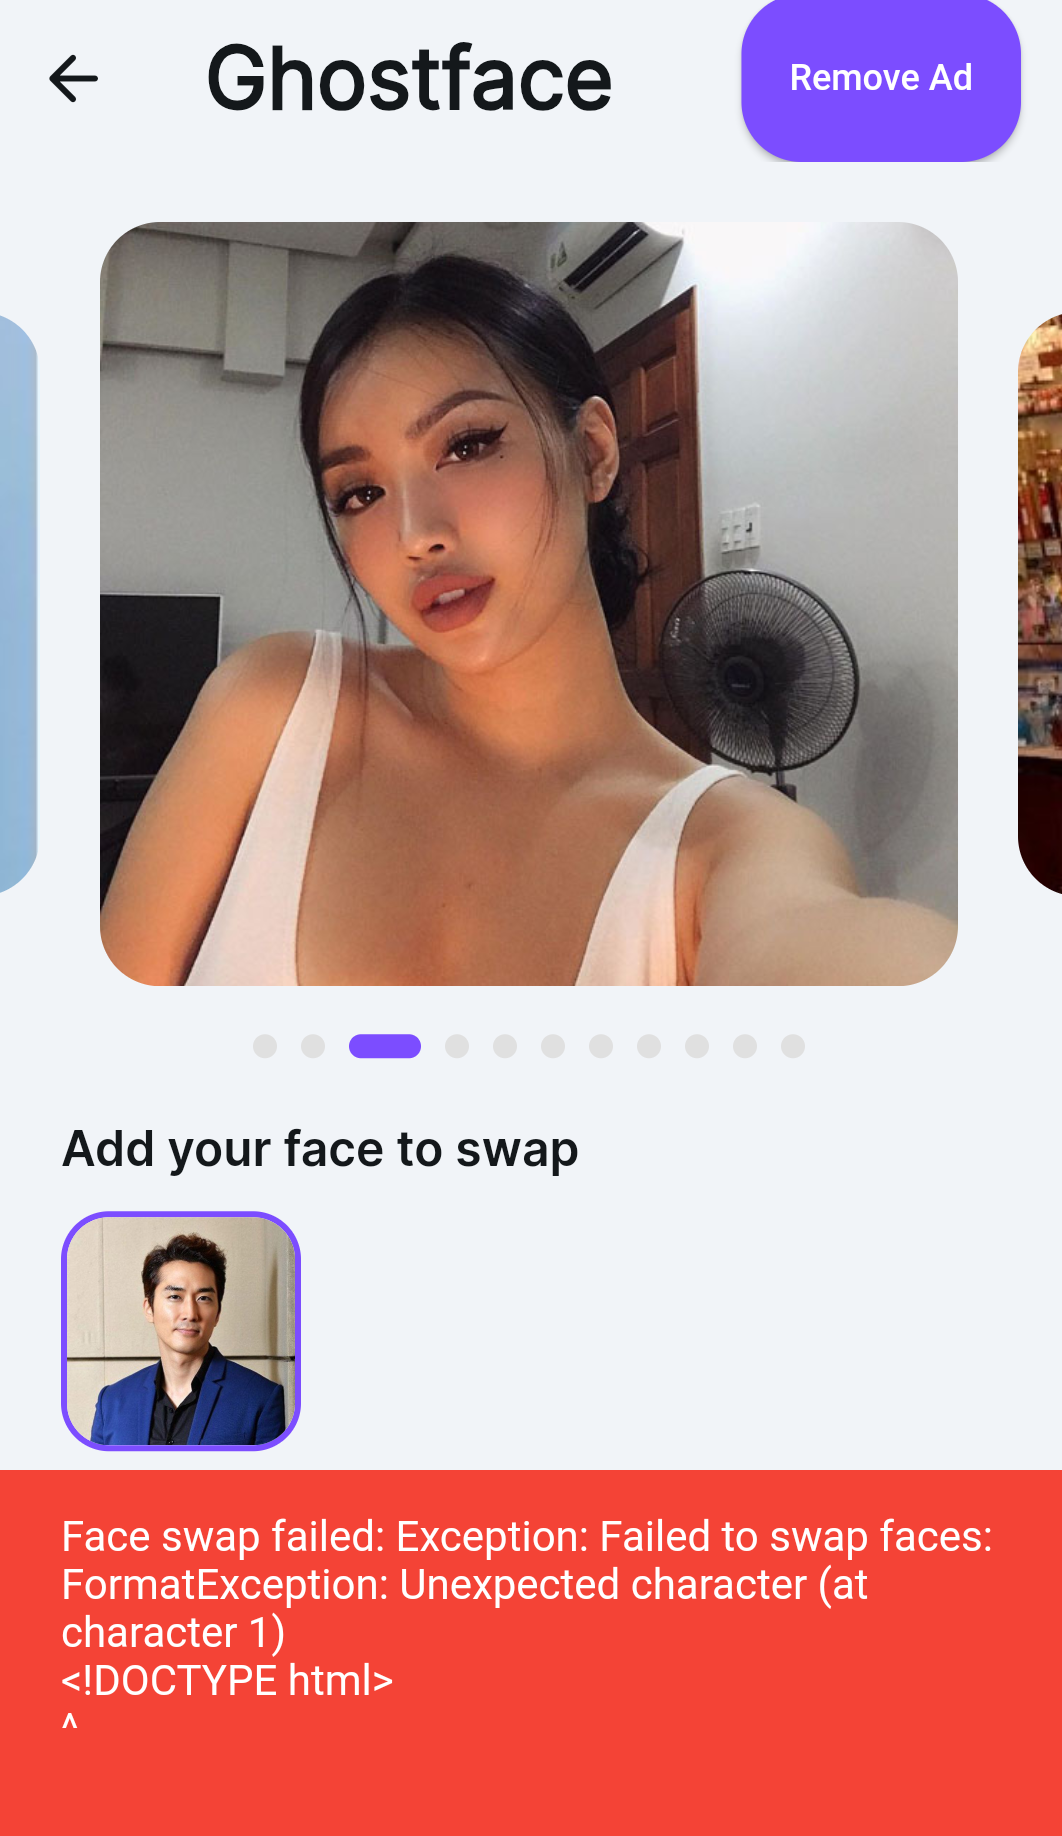 Ghostface
Remove Ad
Add your face to swap
Face swap failed: Exception: Failed to swap faces:
FormatException: Unexpected character (at
character 1)
<!DOCTYPE html>
^